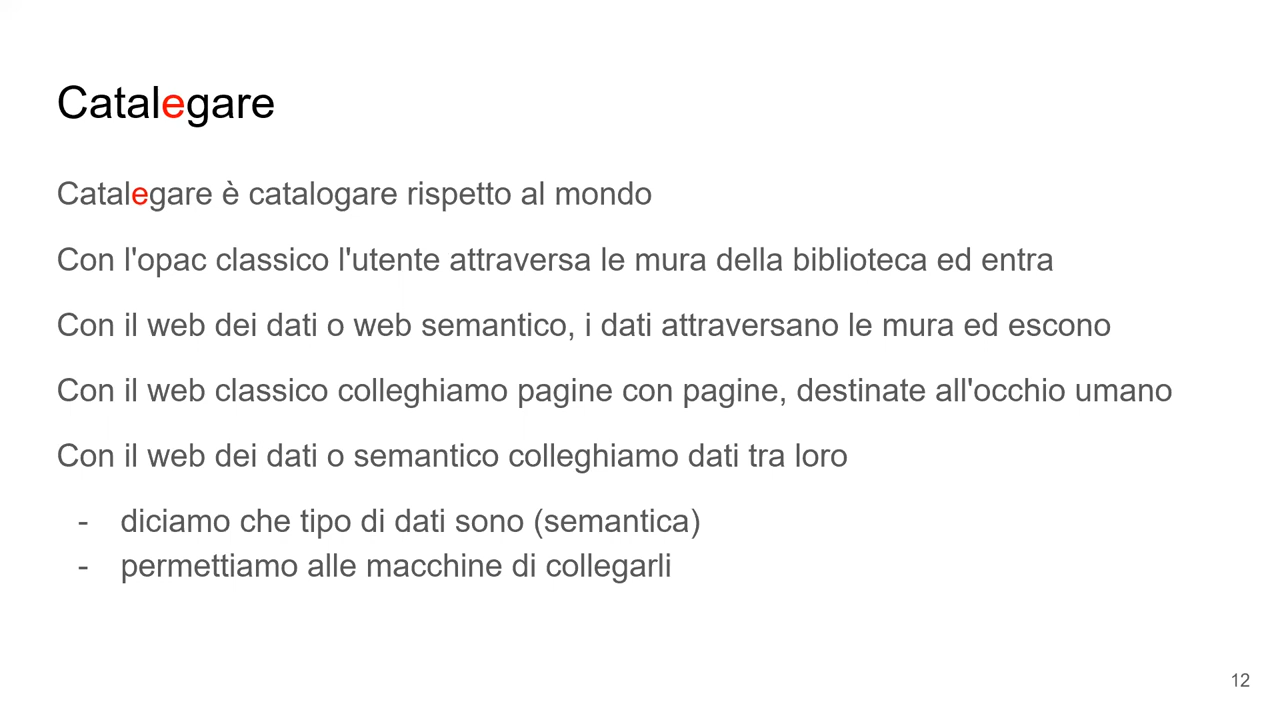 Catalegare
Catalegare è catalogare rispetto al mondo
Con l'opac classico l'utente attraversa le mura della biblioteca ed entra
Con il web dei dati o web semantico, i dati attraversano le mura ed escono
Con il web classico colleghiamo pagine con pagine, destinate all'occhio umano
Con il web dei dati o semantico colleghiamo dati tra loro
- diciamo che tipo di dati sono (semantica)
- permettiamo alle macchine di collegarli
12